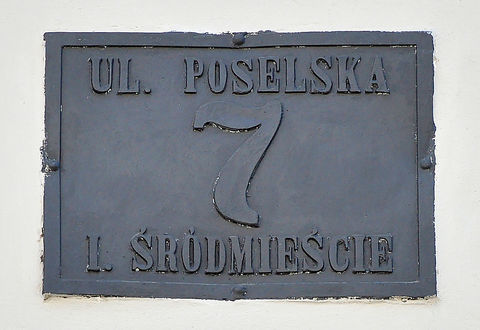 UL. POSELSKA
7
I. ŚRÓDMIEŚCIE